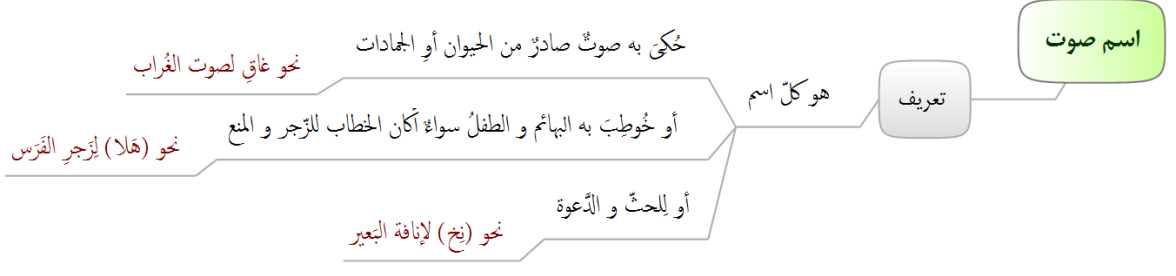 اسم صوت
تعريف
هو كلّ اسم
حُكِيَ به صوتٌ صادرٌ من الحيوان أوِ الجمادات
نحو غاقِ لصوت الغُراب
أو خُوطِبَ به البهائم و الطفلُ سواءٌ أكان الخطاب للزّجر و المنع
نحو (هَلا) لِزَجرِ الفَرَس
أو لِلحثّ و الدَّعوة
نحو (نِخ) لإنافة البَعير